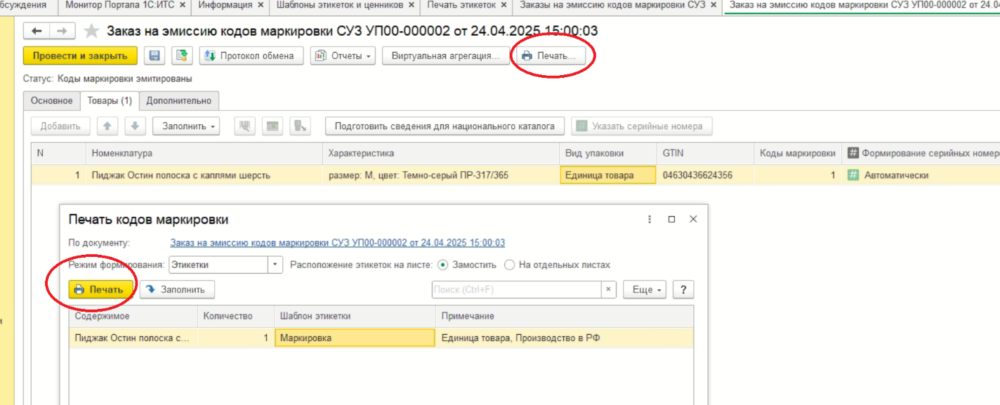 бсуждения Монитор Портала 1С:ИТС × Информация × Шаблоны этикеток и ценников × Печать этикеток × Заказы на эмиссию кодов маркировки СУЗ × Заказ на эмиссию кодов маркировки СУЗ УП00-000002 от 24.04
Заказ на эмиссию кодов маркировки СУЗ УП00-000002 от 24.04.2025 15:00:03
Провести и закрыть Протокол обмена Отчеты Виртуальная агрегация... Печать...
Статус: Коды маркировки эмитированы
Основное Товары (1) Дополнительно
Добавить Заполнить Подготовить сведения для национального каталога Указать серийные номера
N Номенклатура Характеристика Вид упаковки GTIN Коды маркировки # Формирование серийных номеро
1 Пиджак Остин полоска с каплями шерсть размер: М, цвет: Темно-серый ПР-317/365 Единица товара 04630436624356 1 # Автоматически
Печать кодов маркировки
По документу: Заказ на эмиссию кодов маркировки СУЗ УП00-000002 от 24.04.2025 15:00:03
Режим формирования: Этикетки Расположение этикеток на листе: Замостить На отдельных листах
Печать Заполнить Поиск (Ctrl+F) × Еще ?
Содержимое Количество Шаблон этикетки Примечание
и
Пиджак Остин полоска с... 1 Маркировка Единица товара, Производство в РФ